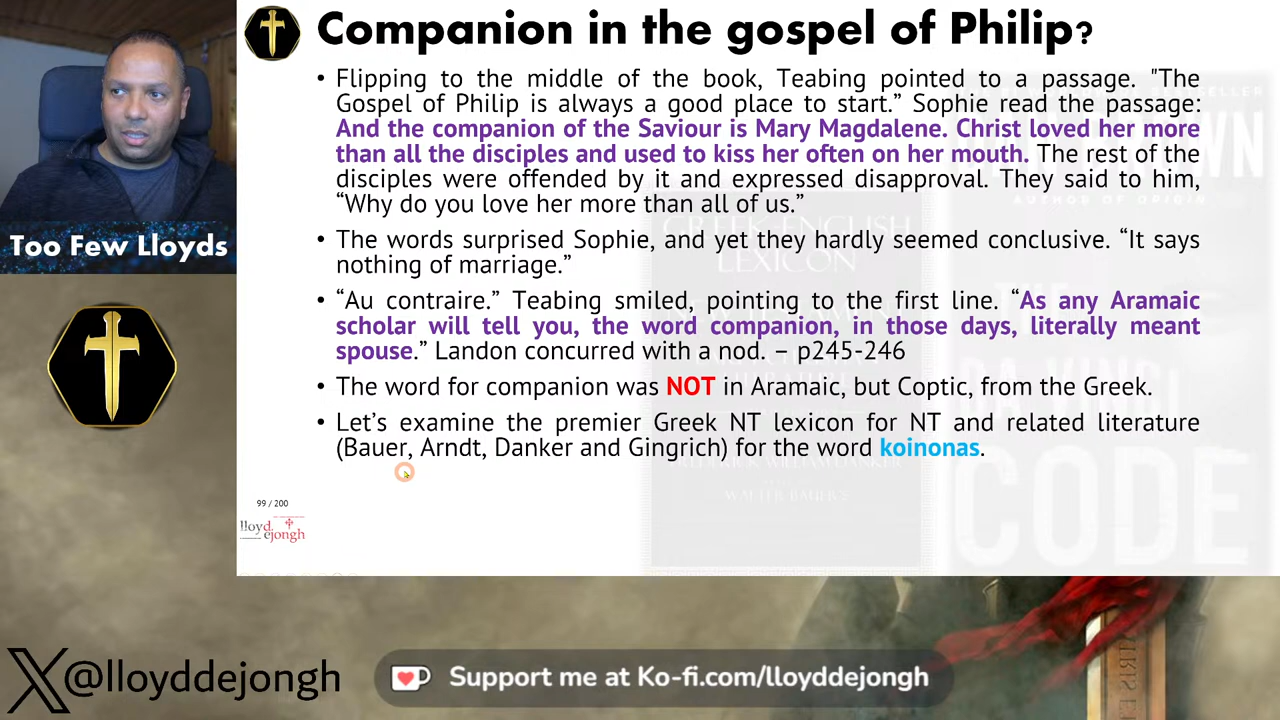 Companion in the gospel of Philip?
• Flipping to the middle of the book, Teabing pointed to a passage. "The
Gospel of Philip is always a good place to start.” Sophie read the passage:
And the companion of the Saviour is Mary Magdalene. Christ loved her more
than all the disciples and used to kiss her often on her mouth. The rest of the
disciples were offended by it and expressed disapproval. They said to him,
“Why do you love her more than all of us.”
• The words surprised Sophie, and yet they hardly seemed conclusive. “It says
nothing of marriage.”
• “Au contraire.” Teabing smiled, pointing to the first line. “As any Aramaic
scholar will tell you, the word companion, in those days, literally meant
spouse.” Landon concurred with a nod. – p245-246
• The word for companion was NOT in Aramaic, but Coptic, from the Greek.
• Let’s examine the premier Greek NT lexicon for NT and related literature
(Bauer, Arndt, Danker and Gingrich) for the word koinonas.
GREEK-ENGLISH
LEXICON
WALTER BAUER'S
AUTHOR OF ORIGIN
CODE
99 / 200
lloyd
dejongh
Too Few Lloyds
X@lloyddejongh
Support me at Ko-fi.com/lloyddejongh